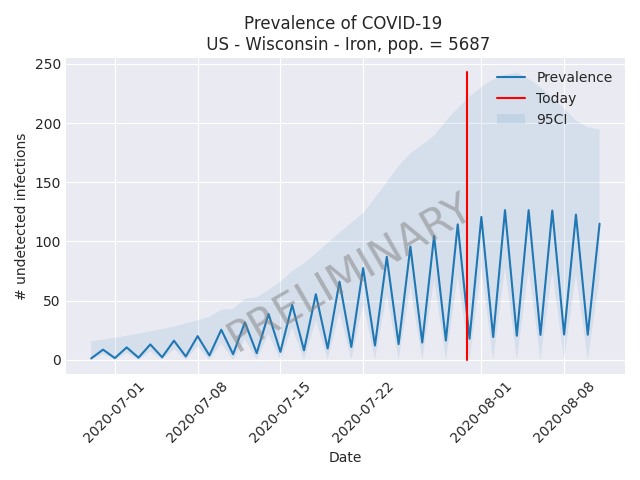 Prevalence of COVID-19
US - Wisconsin - Iron, pop. = 5687
250
200
150
100
50
0
# undetected infections
Prevalence
Today
95CI
PRELIMINARY
2020-07-01
2020-07-08
2020-07-15
2020-07-22
2020-08-01
2020-08-08
Date